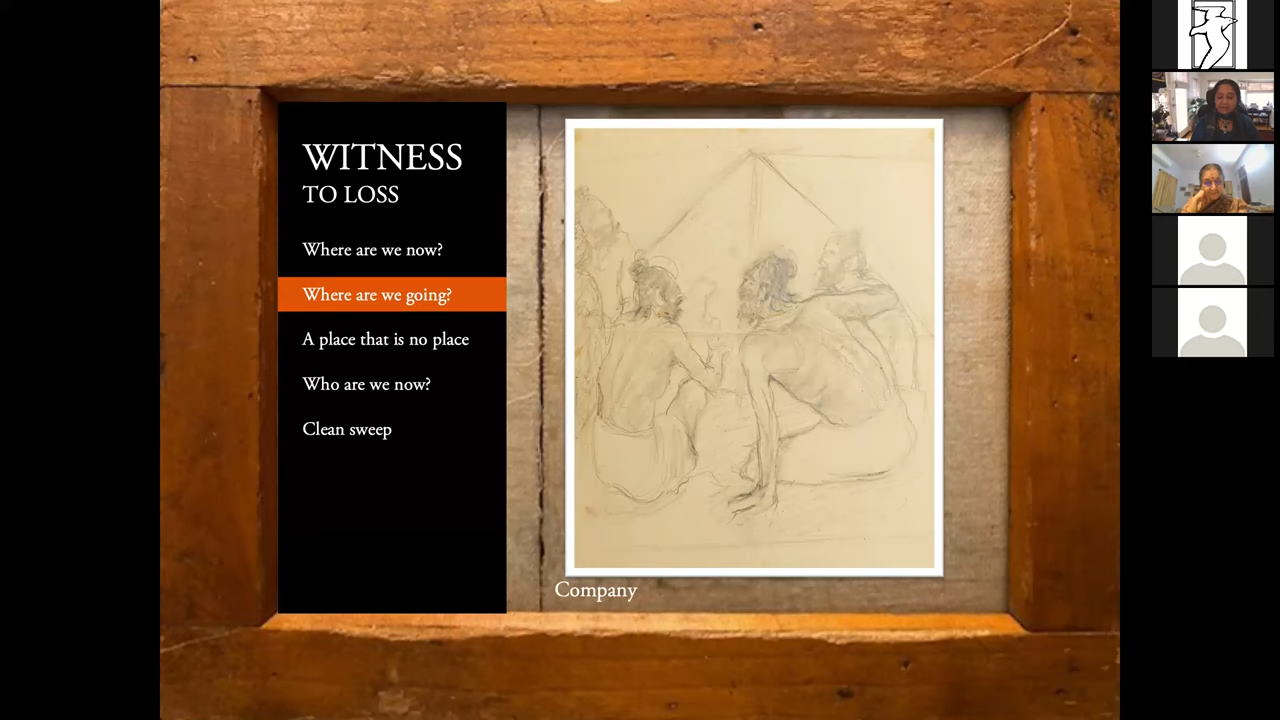 WITNESS
TO LOSS
Where are we now?
Where are we going?
A place that is no place
Who are we now?
Clean sweep
Company